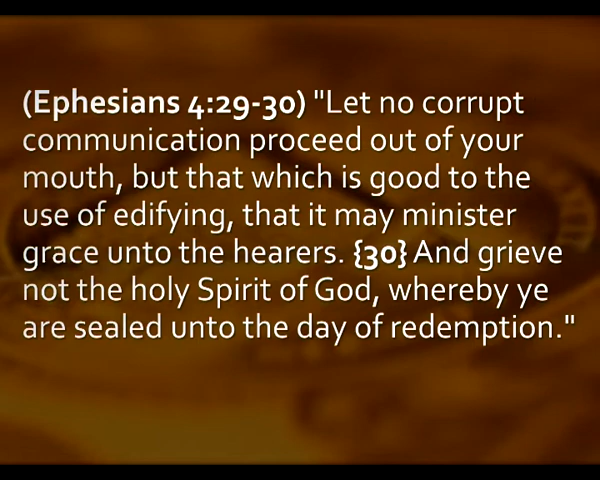 (Ephesians 4:29-30) "Let no corrupt
communication proceed out of your
mouth, but that which is good to the
use of edifying, that it may minister
grace unto the hearers. {30} And grieve
not the holy Spirit of God, whereby ye
are sealed unto the day of redemption."